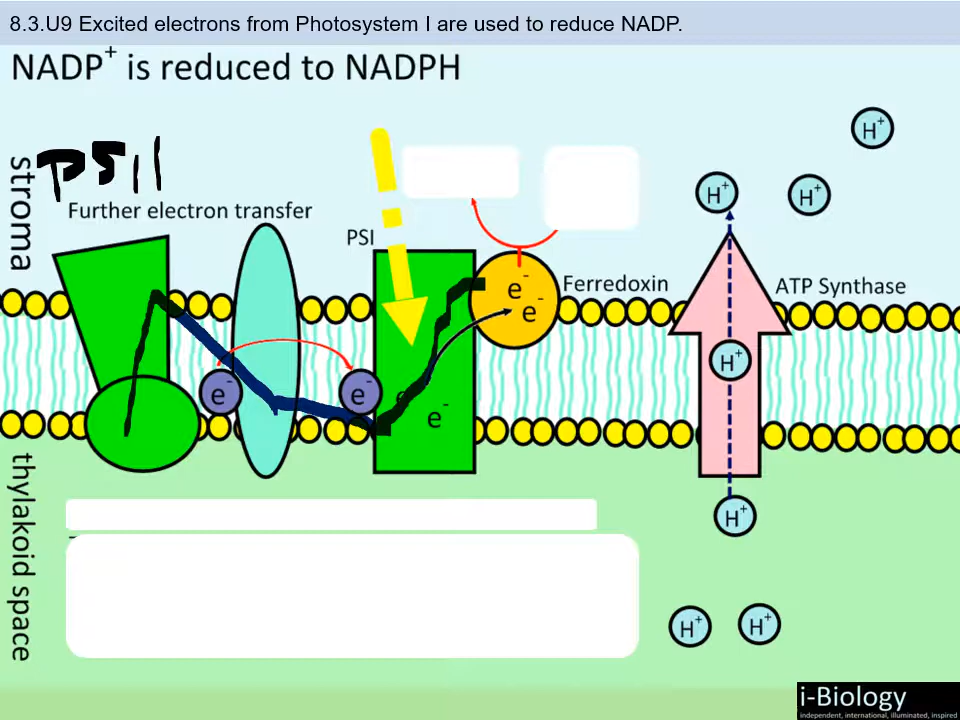 8.3.U9 Excited electrons from Photosystem I are used to reduce NADP.
NADP+ is reduced to NADPH
H+
stroma
PSII
H+
H+
Further electron transfer
PSI
Ferredoxin
ATP Synthase
e-
e-
H+
e-
e-
e
e-
thylakoid space
H+
H+
H+
i-Biology
independent, international, illuminated, inspired